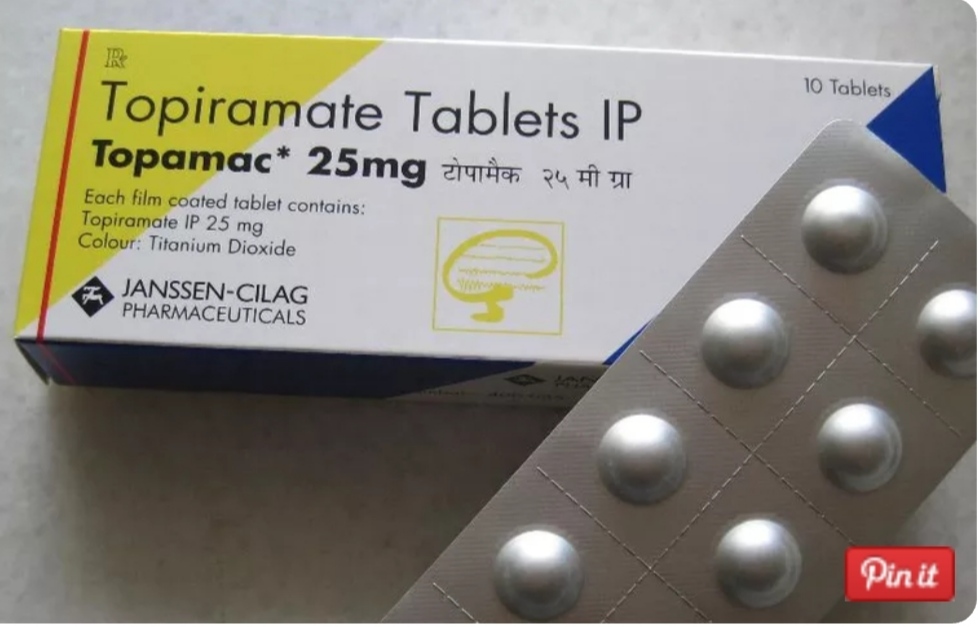 Rx
10 Tablets
Topiramate Tablets IP
Topamac* 25mg टोपामैक २५ मी ग्रा
Each film coated tablet contains:
Topiramate IP 25 mg
Colour: Titanium Dioxide
JANSSEN-CILAG
PHARMACEUTICALS
Pin it